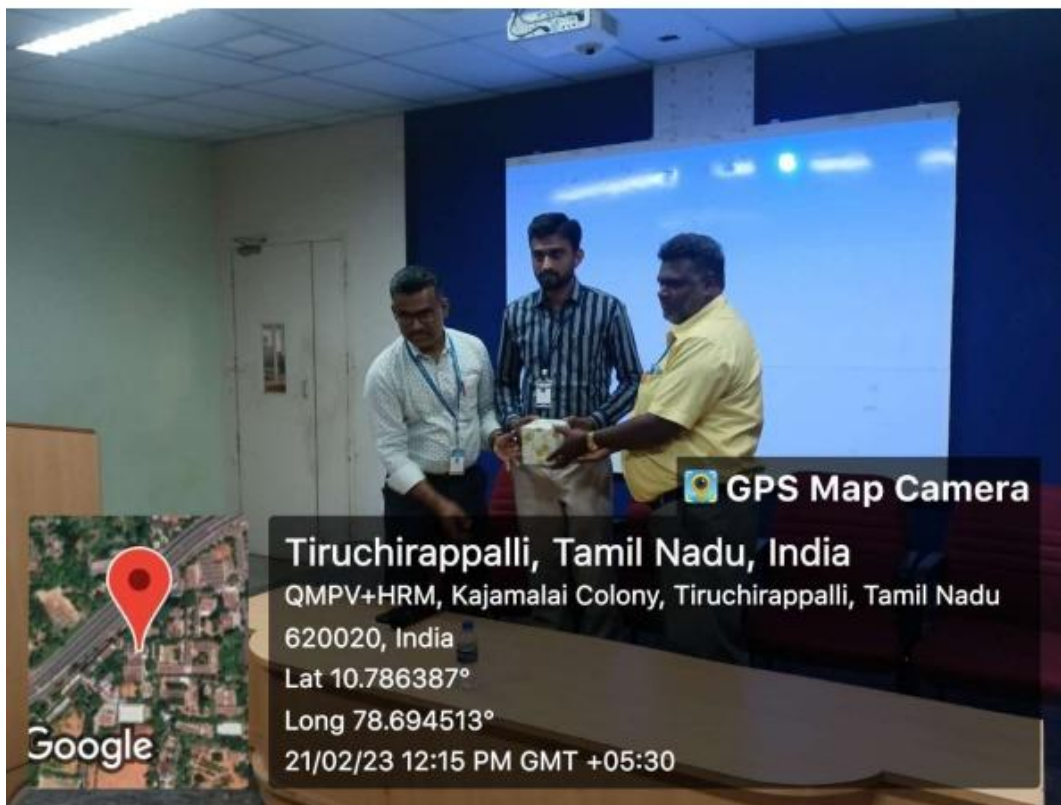 GPS Map Camera
Tiruchirappalli, Tamil Nadu, India
QMPV+HRM, Kajamalai Colony, Tiruchirappalli, Tamil Nadu
620020, India
Lat 10.786387°
Long 78.694513°
21/02/23 12:15 PM GMT +05:30
Google